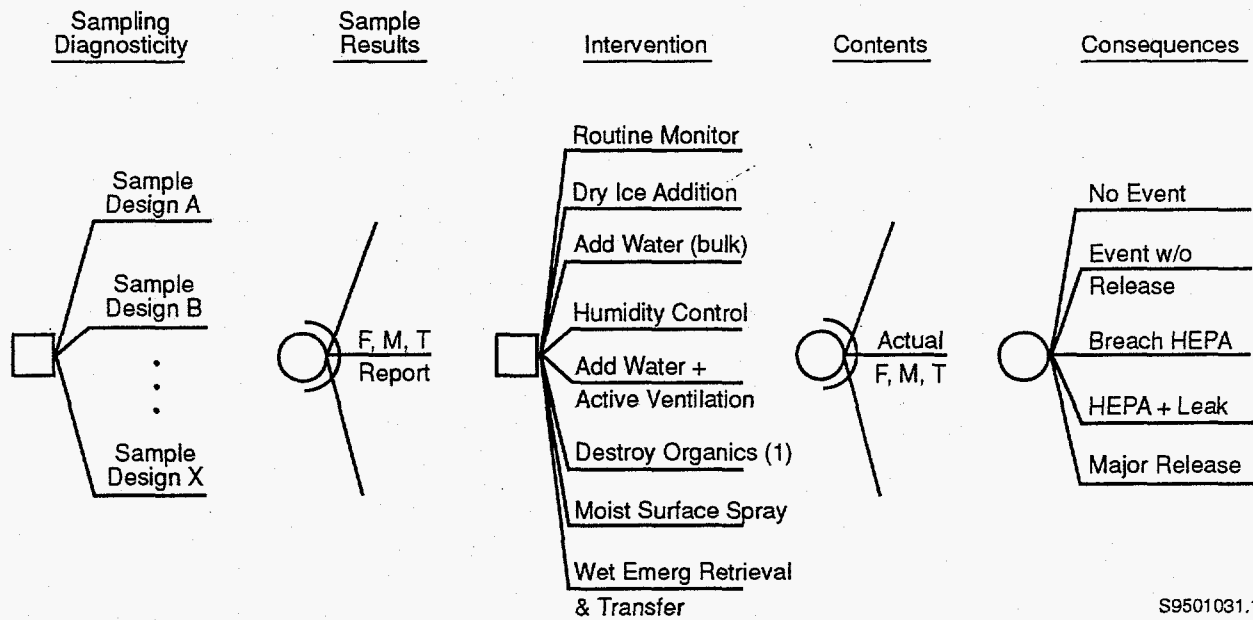 Sampling
Diagnosticity
Sample
Results
Intervention
Contents
Consequences
Sample
Design A
Sample
Design B
Sample
Design X
F, M, T
Report
Routine Monitor
Dry Ice Addition
Add Water (bulk)
Humidity Control
Add Water +
Active Ventilation
Destroy Organics (1)
Moist Surface Spray
Wet Emerg Retrieval
& Transfer
Actual
F, M, T
No Event
Event w/o
Release
Breach HEPA
HEPA + Leak
Major Release